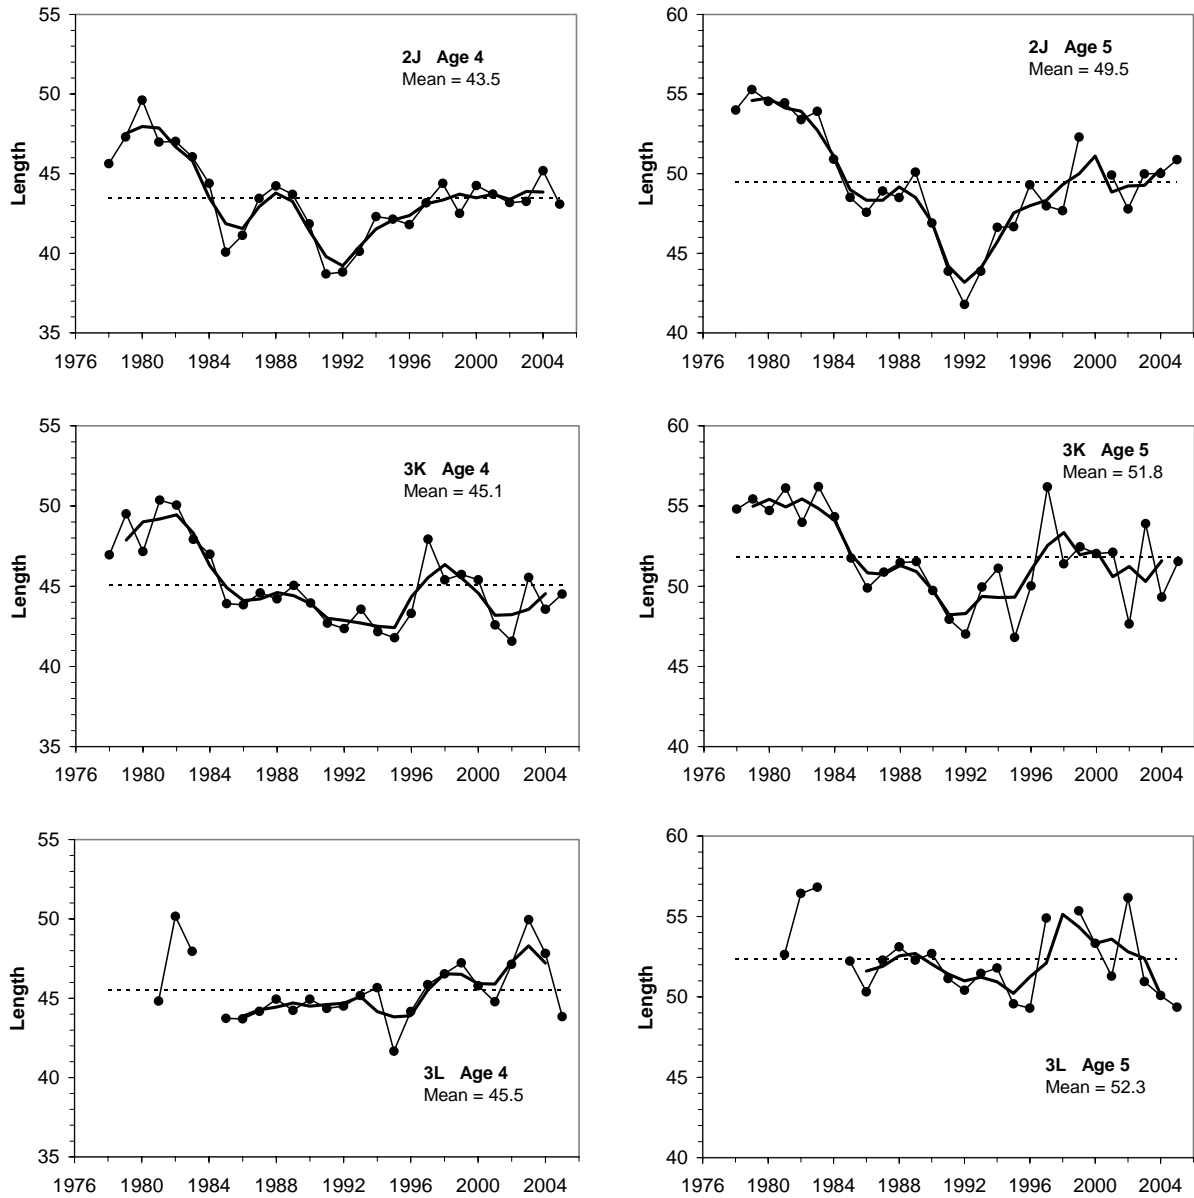 2J Age 4
Mean = 43.5
Length
55
50
45
40
35
1976 1980 1984 1988 1992 1996 2000 2004
2J Age 5
Mean = 49.5
Length
60
55
50
45
40
1976 1980 1984 1988 1992 1996 2000 2004
3K Age 4
Mean = 45.1
Length
55
50
45
40
35
1976 1980 1984 1988 1992 1996 2000 2004
3K Age 5
Mean = 51.8
Length
60
55
50
45
40
1976 1980 1984 1988 1992 1996 2000 2004
3L Age 4
Mean = 45.5
Length
55
50
45
40
35
1976 1980 1984 1988 1992 1996 2000 2004
3L Age 5
Mean = 52.3
Length
60
55
50
45
40
1976 1980 1984 1988 1992 1996 2000 2004